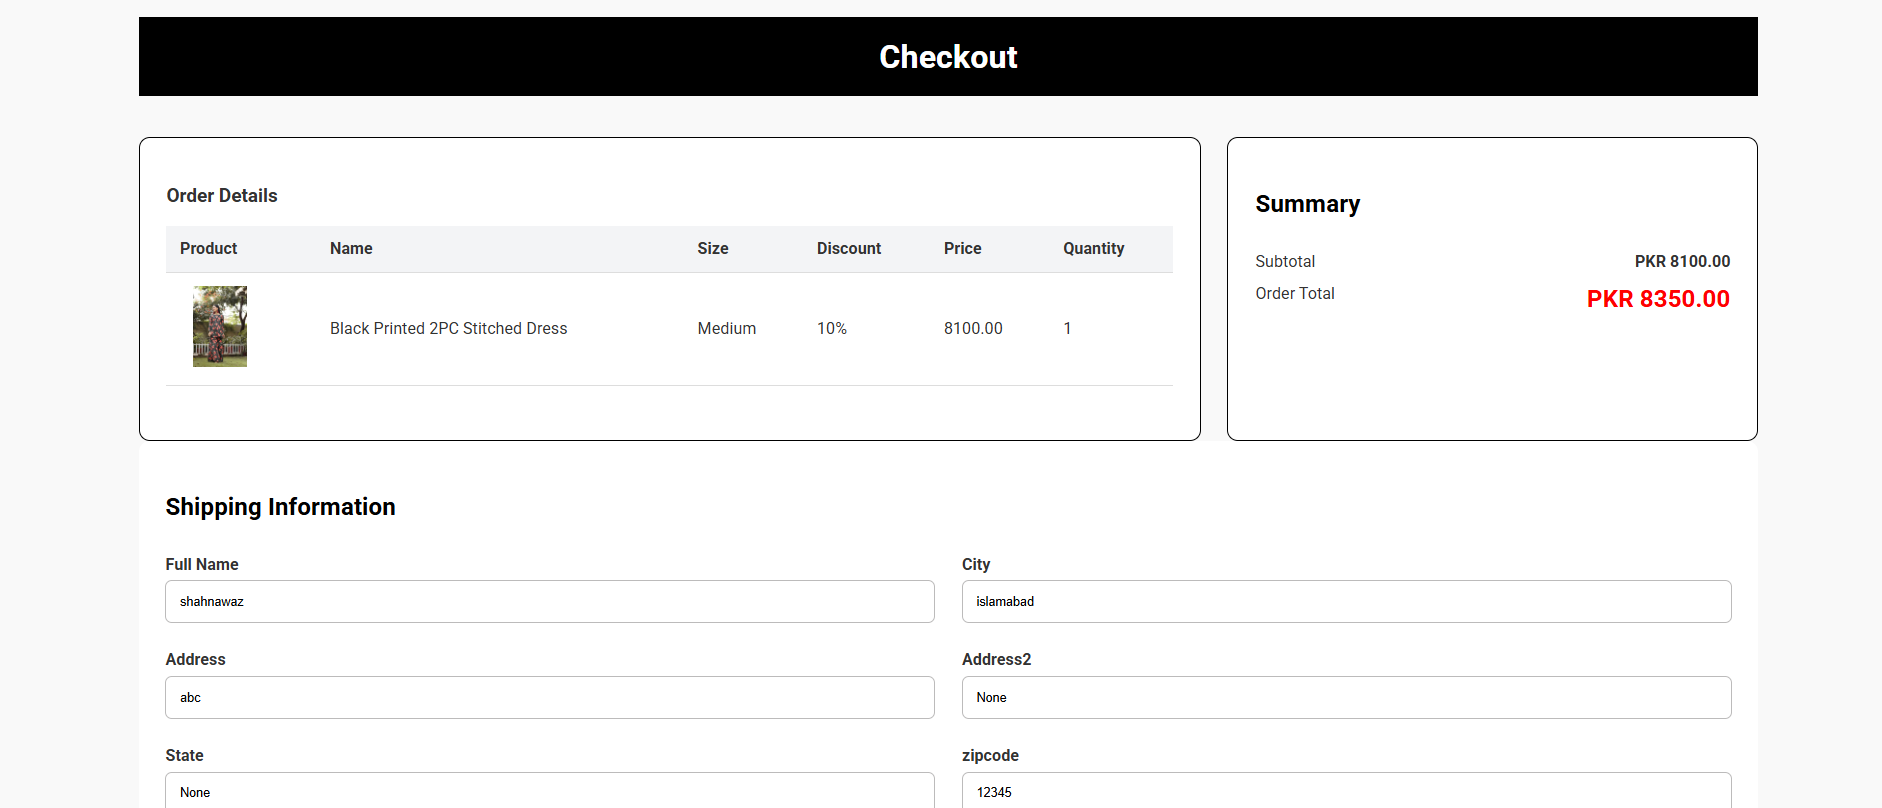 Checkout
Order Details
Product Name Size Discount Price Quantity
Black Printed 2PC Stitched Dress Medium 10% 8100.00 1
Summary
Subtotal PKR 8100.00
Order Total PKR 8350.00
Shipping Information
Full Name City
shahnawaz islamabad
Address Address2
abc None
State zipcode
None 12345